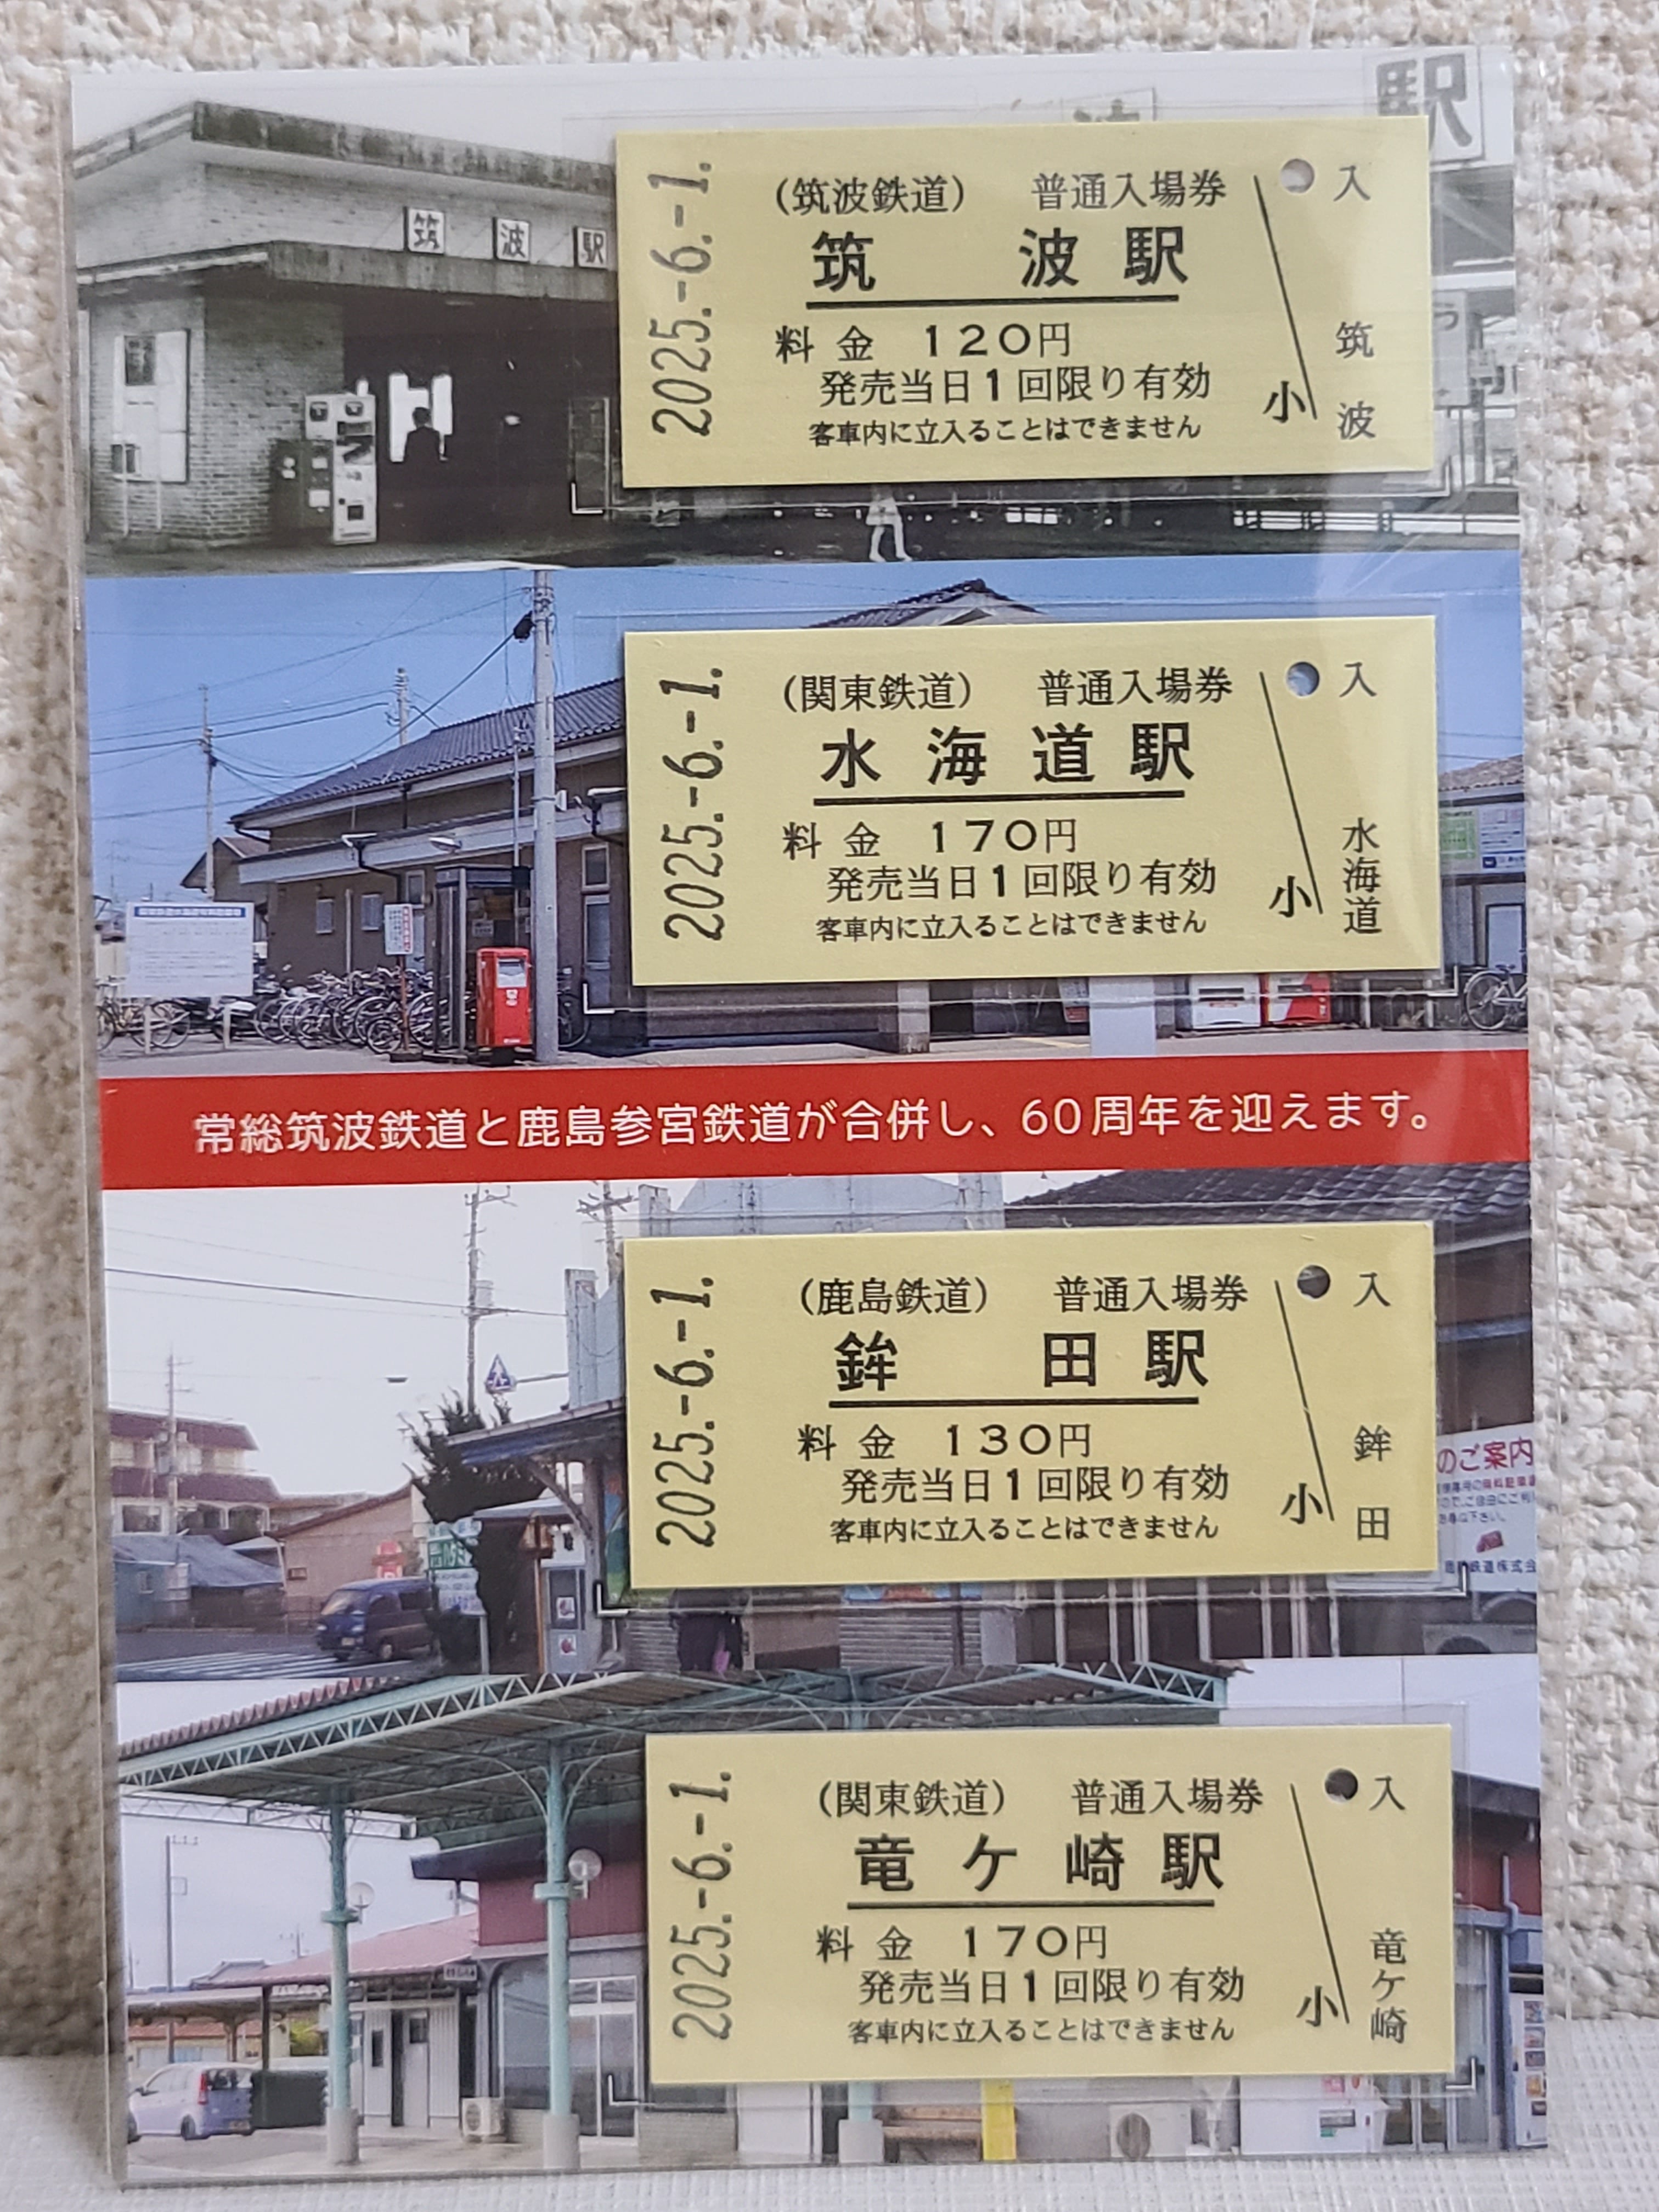 駅
筑波駅
2025.-6.-1.
(筑波鉄道) 普通入場券
筑波駅
料金 120円
発売当日1回限り有効
客車内に立入ることはできません
小
入
筑波
2025.-6.-1.
(関東鉄道) 普通入場券
水海道駅
料金 170円
発売当日1回限り有効
客車内に立入ることはできません
小
入
水海道
常総筑波鉄道と鹿島参宮鉄道が合併し、60周年を迎えます。
2025.-6.-1.
(鹿島鉄道) 普通入場券
鉾田駅
料金 130円
発売当日1回限り有効
客車内に立入ることはできません
小
入
鉾田
のご案内
2025.-6.-1.
(関東鉄道) 普通入場券
竜ケ崎駅
料金 170円
発売当日1回限り有効
客車内に立入ることはできません
小
入
竜ケ崎